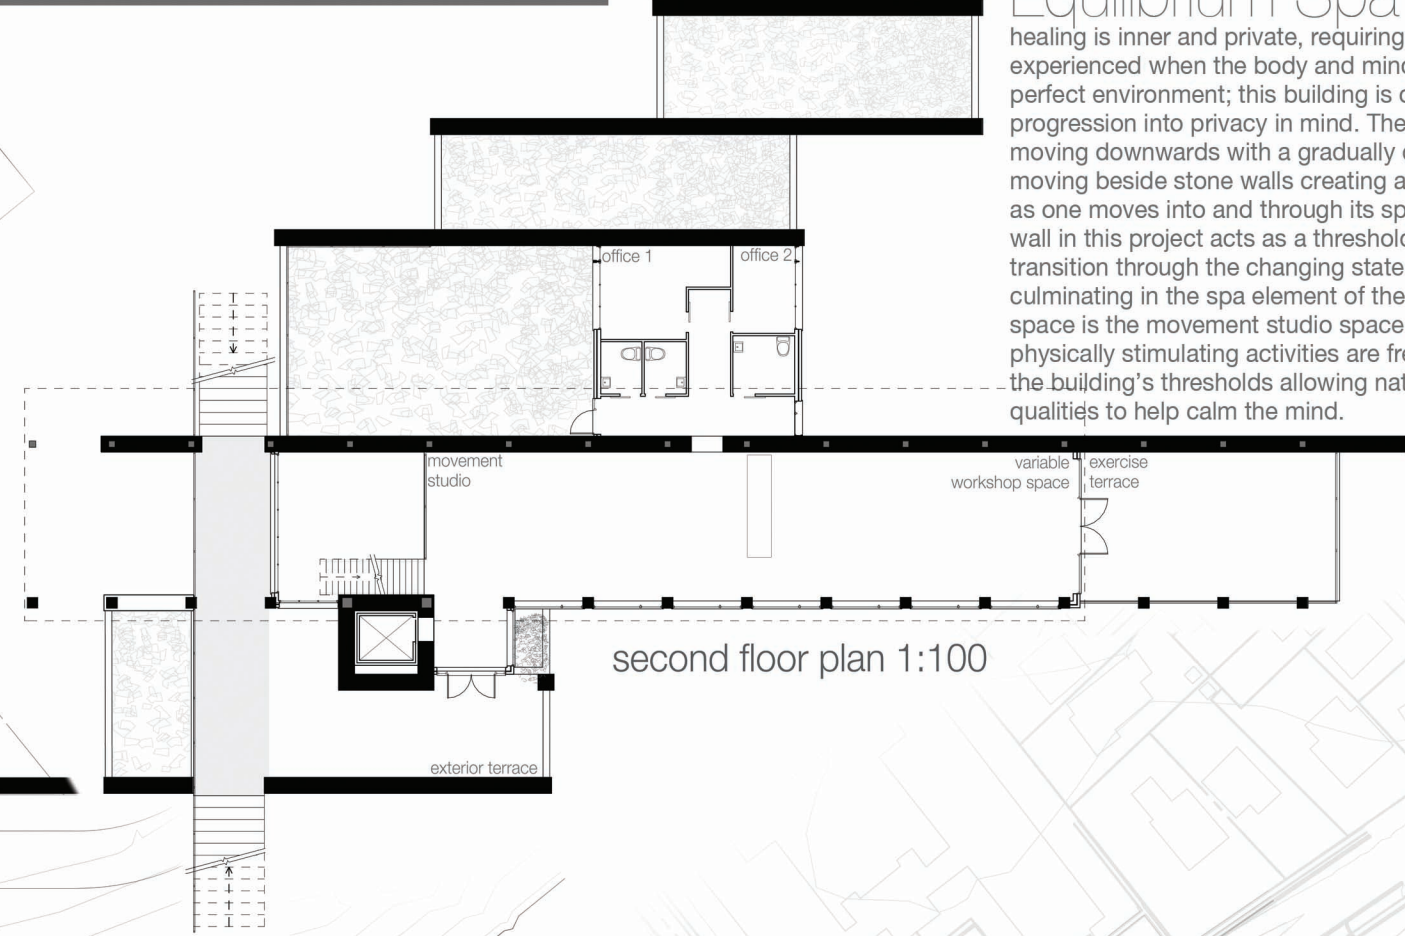 Equilibrium Spa
healing is inner and private, requiring
experienced when the body and mind
perfect environment; this building is
progression into privacy in mind. The
moving downwards with a gradually
moving beside stone walls creating a
as one moves into and through its sp
wall in this project acts as a threshold
transition through the changing state
culminating in the spa element of the
space is the movement studio space
physically stimulating activities are fre
the building's thresholds allowing nat
qualities to help calm the mind.
office 1
office 2
movement
studio
variable
workshop space
exercise
terrace
second floor plan 1:100
exterior terrace